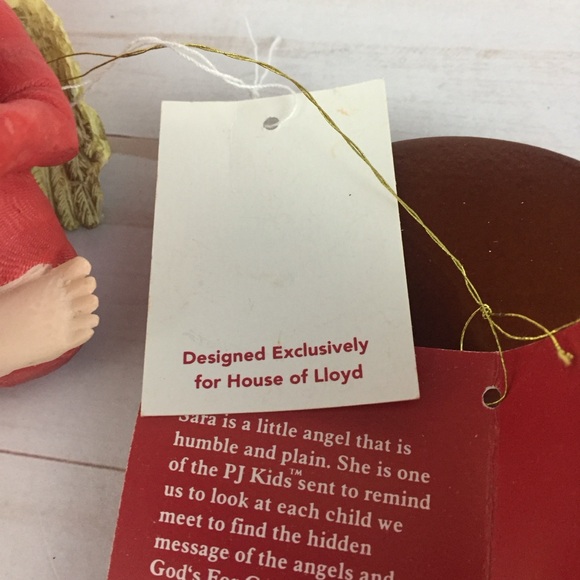 Designed Exclusively
for House of Lloyd
Sara is a little angel that is
humble and plain. She is one
of the PJ Kids™ sent to remind
us to look at each child we
meet to find the hidden
message of the angels and
God's For